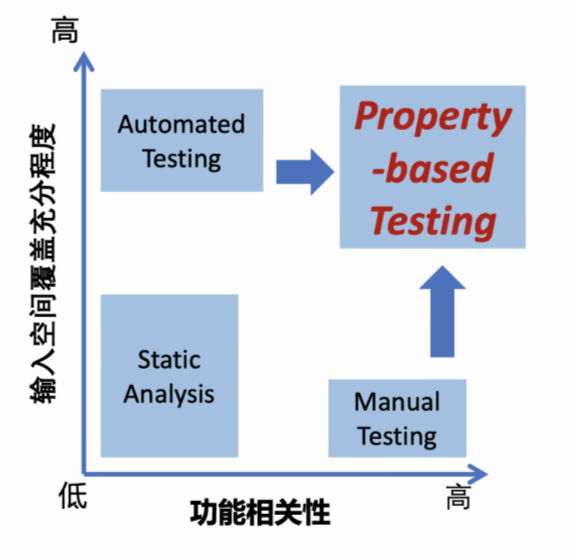 高
Automated
Testing
Property
-based
Testing
输入空间覆盖充分程度
Static
Analysis
Manual
Testing
低
功能相关性
高